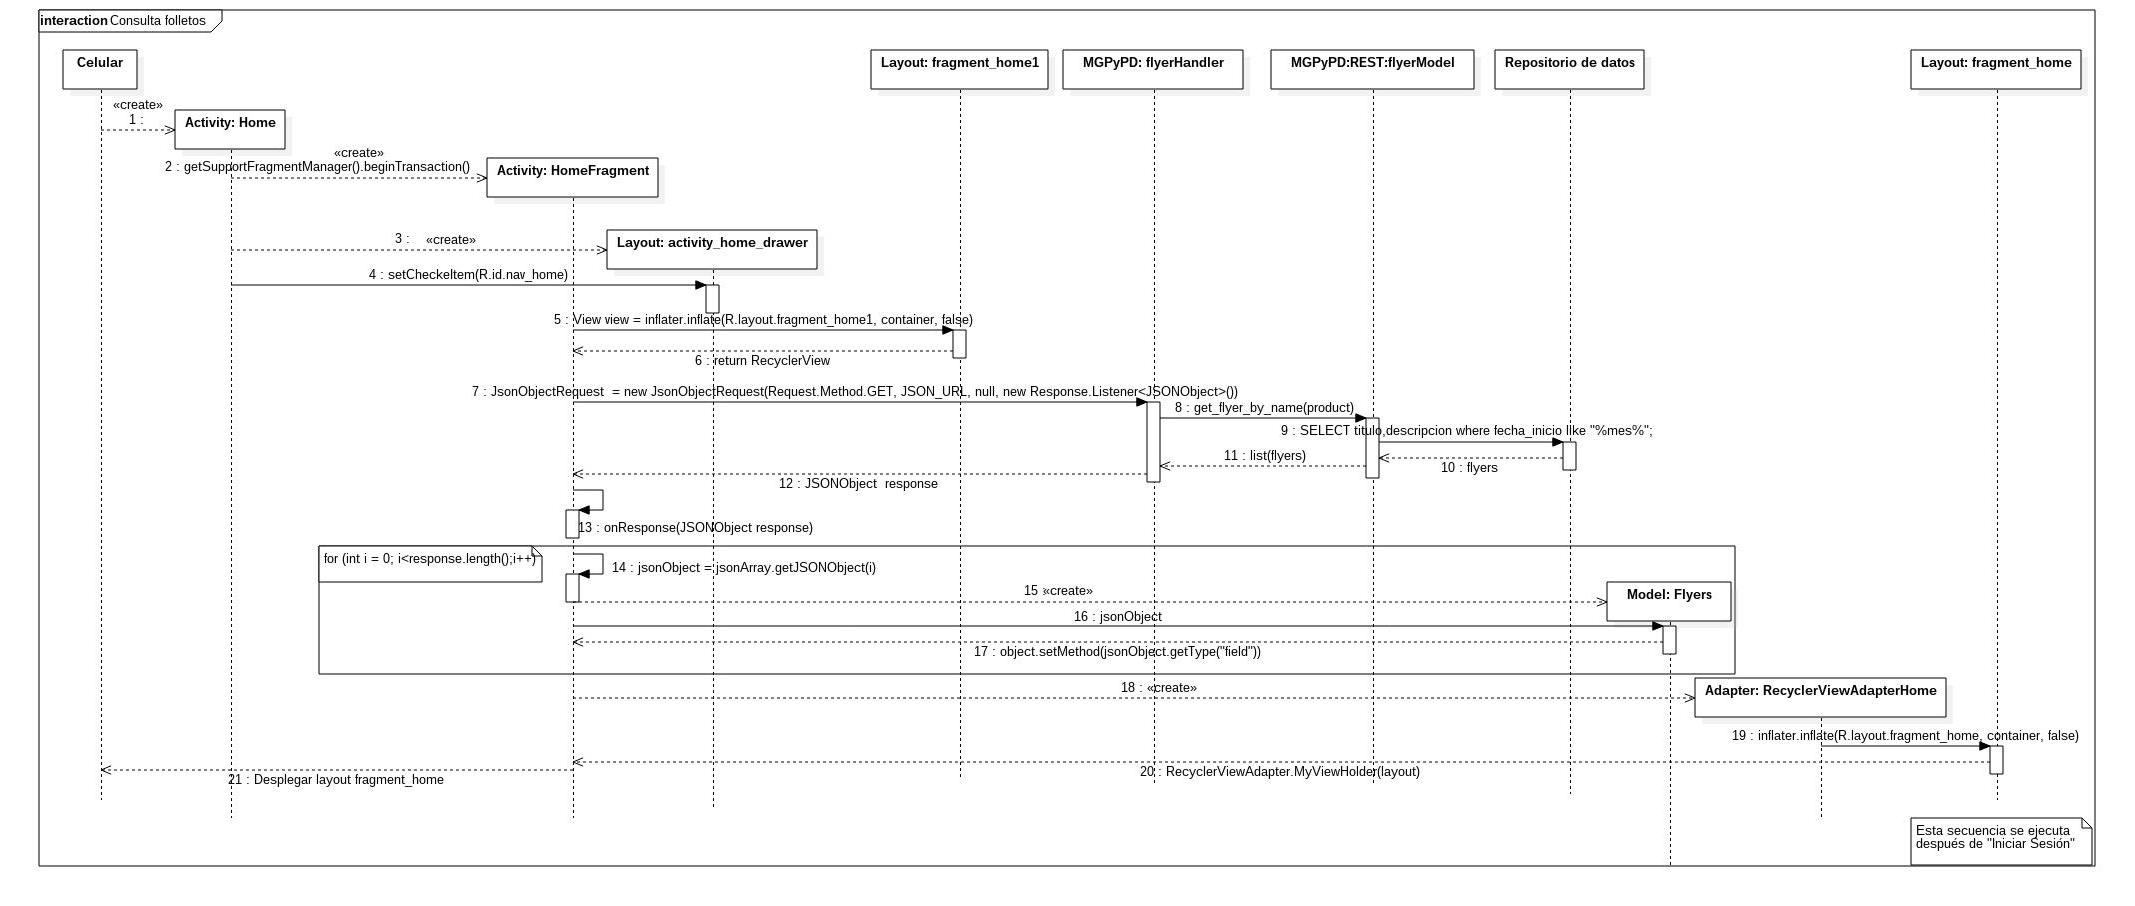 interaction Consulta folletos
Celular
Layout: fragment_home1
MGPyPD: flyerHandler
MGPyPD:REST:flyerModel
Repositorio de datos
Layout: fragment_home
«create»
1 :
Activity: Home
«create»
2 : getSupportFragmentManager().beginTransaction()
Activity: HomeFragment
3 : «create»
Layout: activity_home_drawer
4 : setCheckeItem(R.id.nav_home)
5 : View view = inflater.inflate(R.layout.fragment_home1, container, false)
6 : return RecyclerView
7 : JsonObjectRequest = new JsonObjectRequest(Request.Method.GET, JSON_URL, null, new Response.Listener<JSONObject>())
8 : get_flyer_by_name(product)
9 : SELECT titulo,descripcion where fecha_inicio like "%mes%";
11 : list(flyers)
10 : flyers
12 : JSONObject response
13 : onResponse(JSONObject response)
for (int i = 0; i<response.length();i++)
14 : jsonObject = jsonArray.getJSONObject(i)
15 : «create»
Model: Flyers
16 : jsonObject
17 : object.setMethod(jsonObject.getType("field"))
18 : «create»
Adapter: RecyclerViewAdapterHome
19 : inflater.inflate(R.layout.fragment_home, container, false)
20 : RecyclerViewAdapter.MyViewHolder(layout)
21 : Desplegar layout fragment_home
Esta secuencia se ejecuta
después de "Iniciar Sesión"